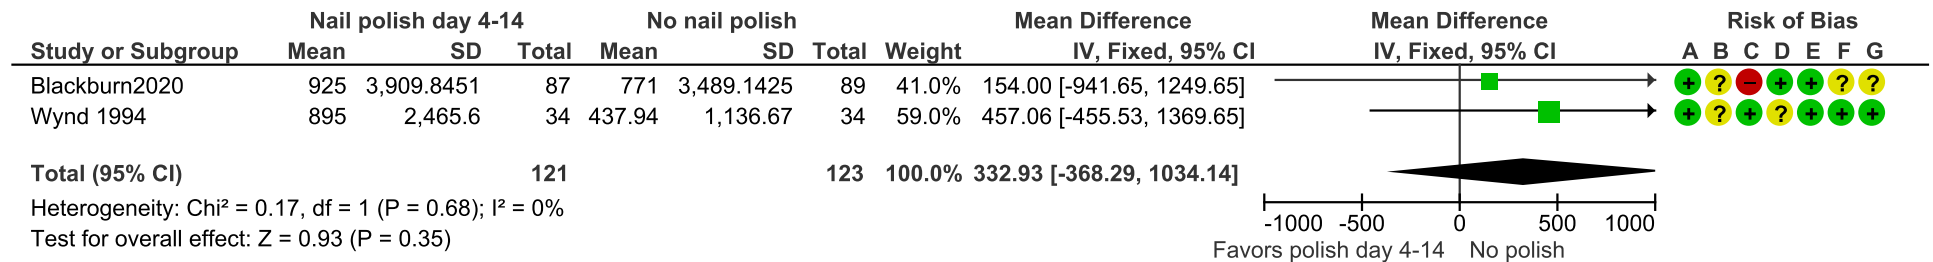 Nail polish day 4-14 No nail polish Mean Difference Mean Difference Risk of Bias
Study or Subgroup Mean SD Total Mean SD Total Weight IV, Fixed, 95% CI IV, Fixed, 95% CI A B C D E F G
Blackburn2020 925 3,909.8451 87 771 3,489.1425 89 41.0% 154.00 [-941.65, 1249.65] + ? − + + ? ?
Wynd 1994 895 2,465.6 34 437.94 1,136.67 34 59.0% 457.06 [-455.53, 1369.65] + ? + ? + + +
Total (95% CI) 121 123 100.0% 332.93 [-368.29, 1034.14]
Heterogeneity: Chi² = 0.17, df = 1 (P = 0.68); I² = 0%
Test for overall effect: Z = 0.93 (P = 0.35)
-1000 -500 0 500 1000
Favors polish day 4-14 No polish